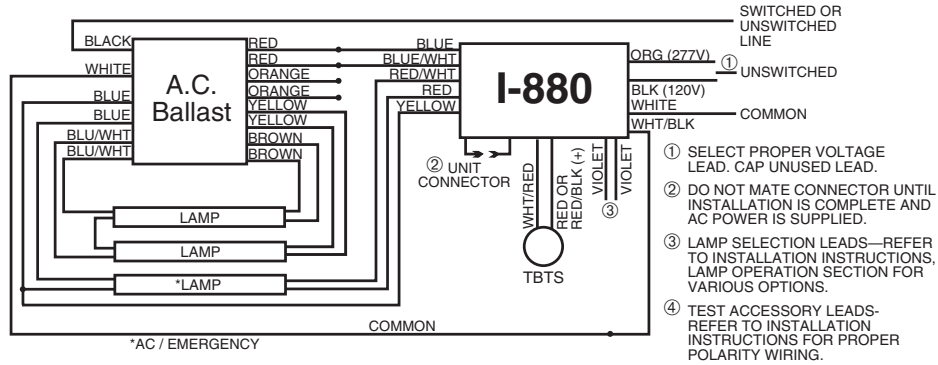 SWITCHED OR
UNSWITCHED
LINE
BLACK
WHITE
BLUE
BLUE
BLU/WHT
BLU/WHT
A.C.
Ballast
RED
RED
ORANGE
ORANGE
YELLOW
YELLOW
BROWN
BROWN
BLUE
BLUE/WHT
RED/WHT
RED
YELLOW
I-880
ORG (277V)
① UNSWITCHED
BLK (120V)
WHITE
COMMON
WHT/BLK
② UNIT
CONNECTOR
WHT/RED
RED OR
RED/BLK (+)
VIOLET
VIOLET
③
TBTS
LAMP
LAMP
*LAMP
COMMON
*AC / EMERGENCY
① SELECT PROPER VOLTAGE
LEAD. CAP UNUSED LEAD.
② DO NOT MATE CONNECTOR UNTIL
INSTALLATION IS COMPLETE AND
AC POWER IS SUPPLIED.
③ LAMP SELECTION LEADS—REFER
TO INSTALLATION INSTRUCTIONS,
LAMP OPERATION SECTION FOR
VARIOUS OPTIONS.
④ TEST ACCESSORY LEADS-
REFER TO INSTALLATION
INSTRUCTIONS FOR PROPER
POLARITY WIRING.